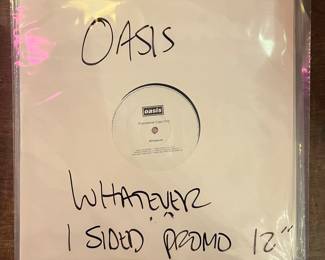 OASIS
oasis
WHATEVER
1 SIDED PROMO 12"